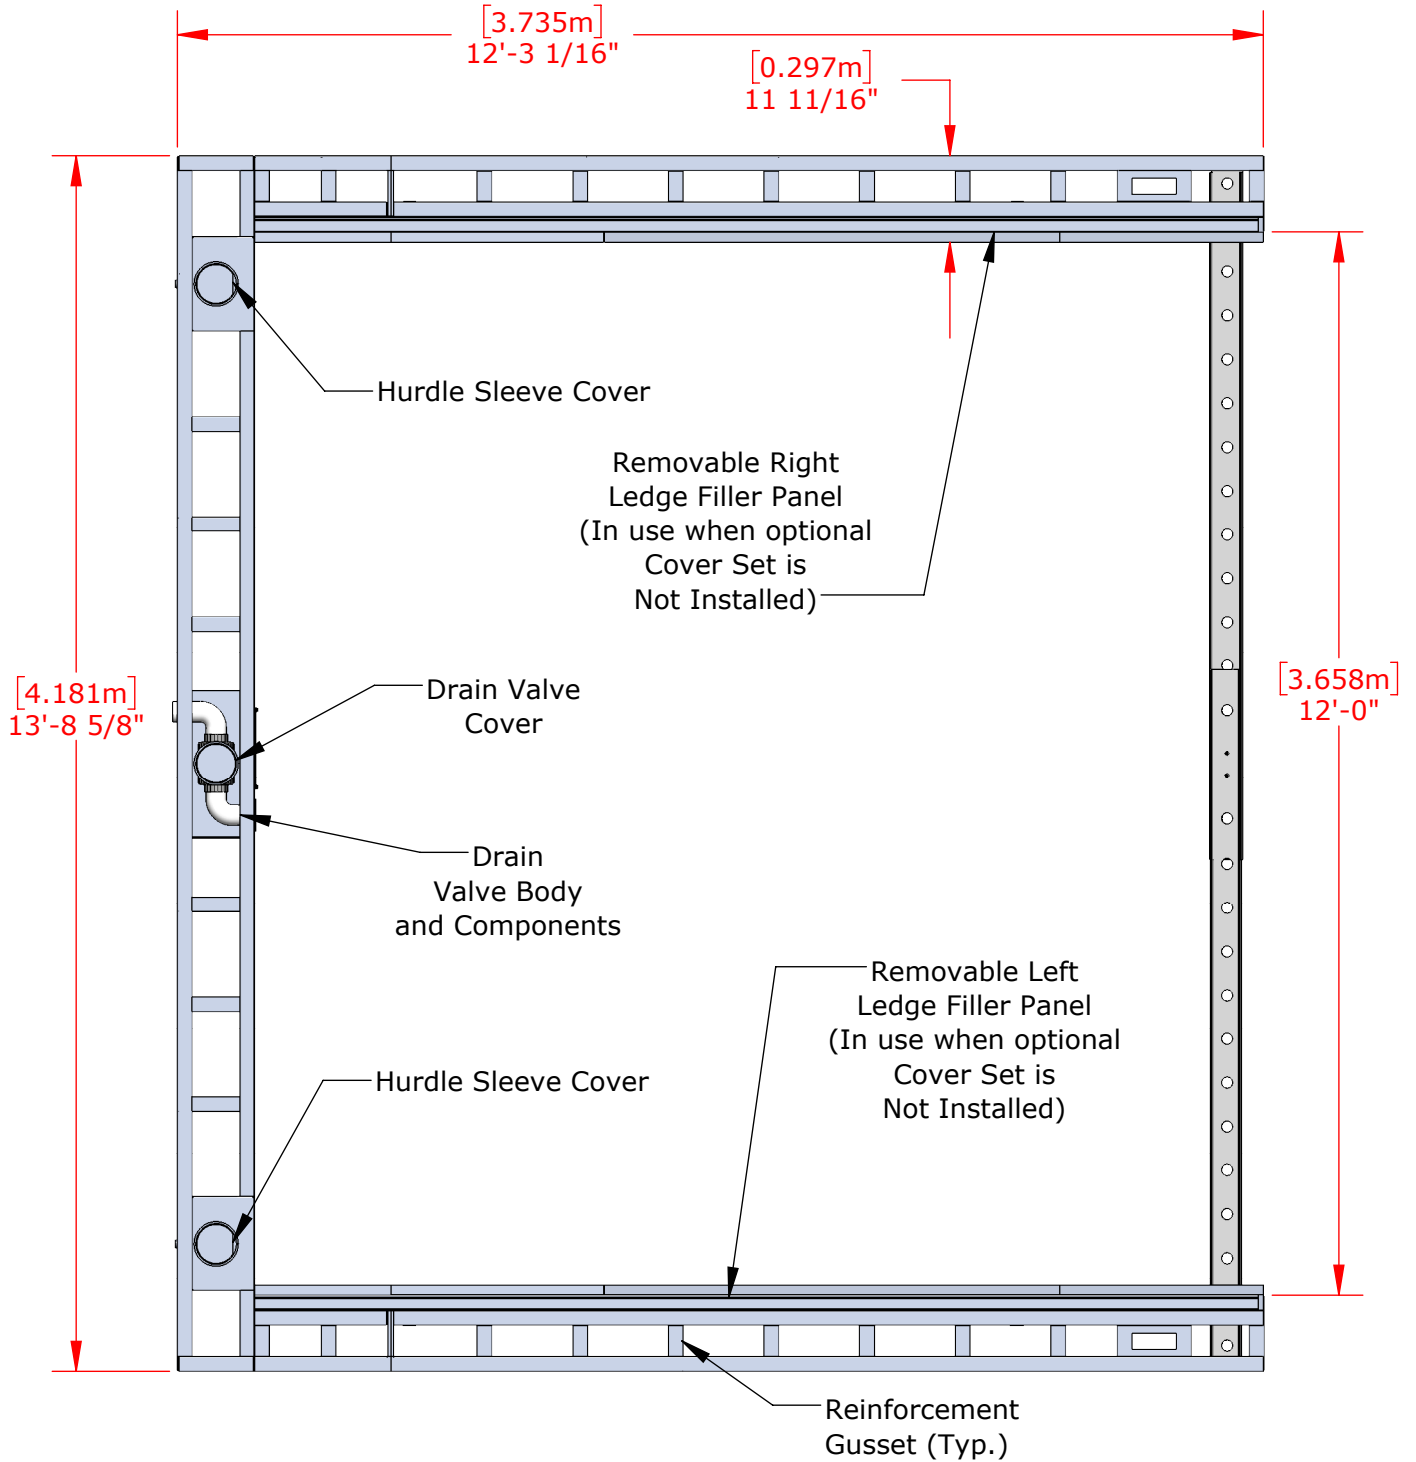 [3.735m]
12'-3 1/16"
[0.297m]
11 11/16"
Hurdle Sleeve Cover
Removable Right
Ledge Filler Panel
(In use when optional
Cover Set is
Not Installed)
[4.181m]
13'-8 5/8"
Drain Valve
Cover
[3.658m]
12'-0"
Drain
Valve Body
and Components
Removable Left
Ledge Filler Panel
(In use when optional
Cover Set is
Not Installed)
Hurdle Sleeve Cover
Reinforcement
Gusset (Typ.)